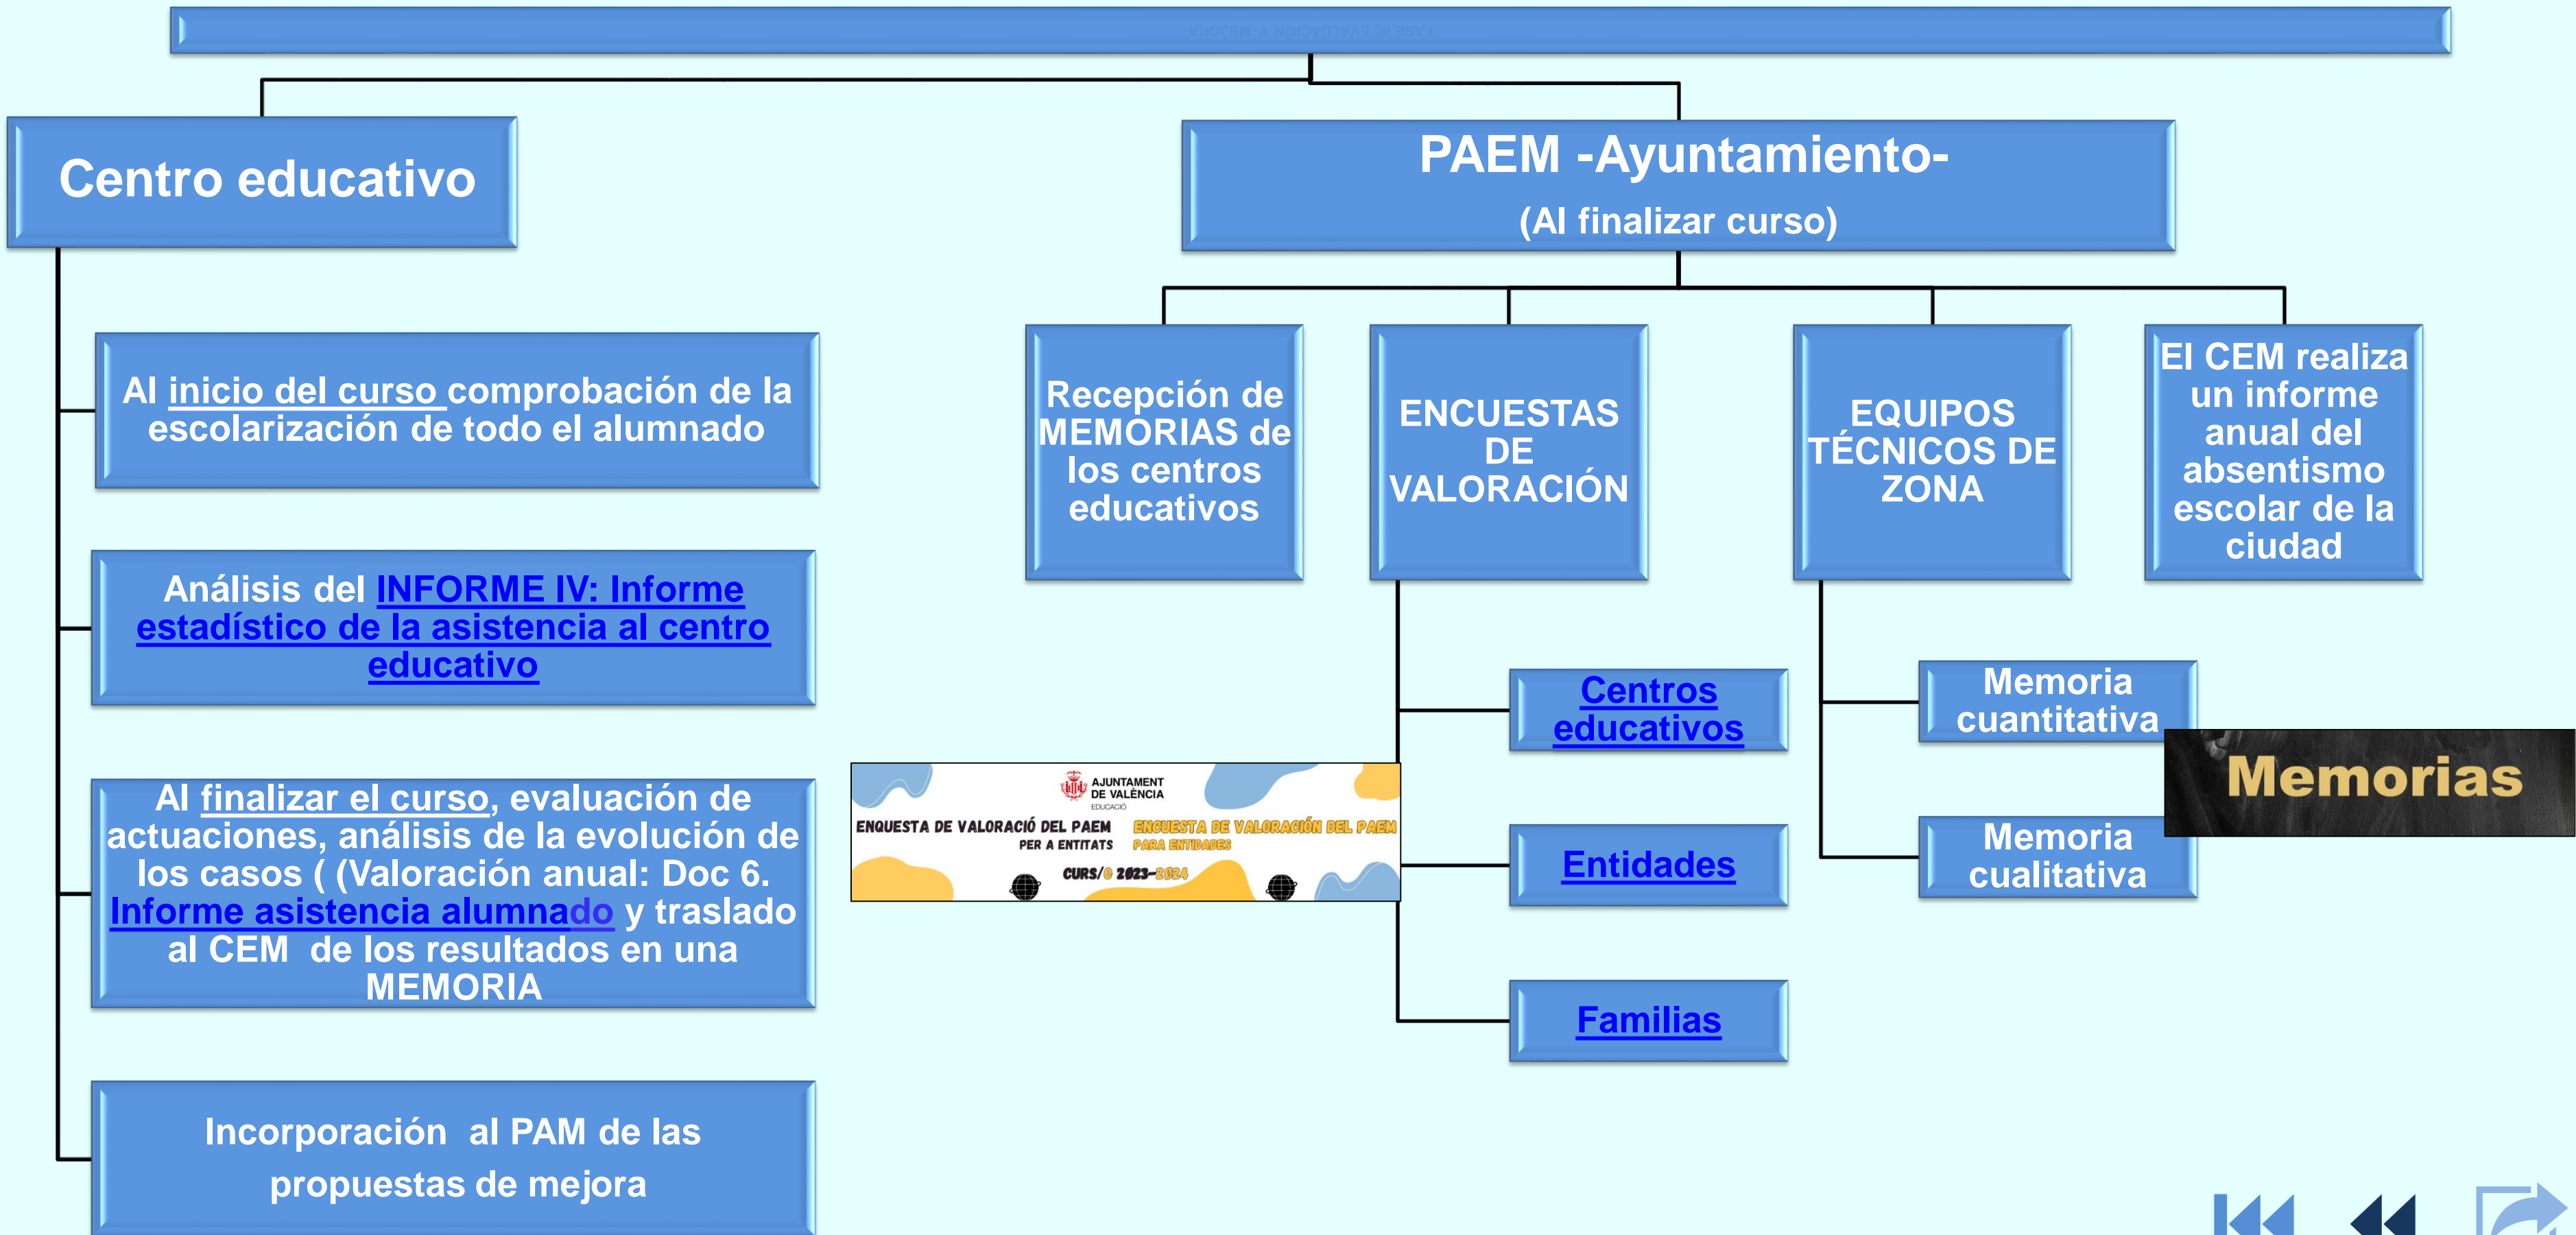 FASE III: EVALUACIÓN Y MEJORA
Centro educativo
PAEM -Ayuntamiento-
(Al finalizar curso)
Al inicio del curso comprobación de la
escolarización de todo el alumnado
Análisis del INFORME IV: Informe
estadístico de la asistencia al centro
educativo
Al finalizar el curso, evaluación de
actuaciones, análisis de la evolución de
los casos ( (Valoración anual: Doc 6.
Informe asistencia alumnado y traslado
al CEM  de los resultados en una
MEMORIA
Incorporación  al PAM de las
propuestas de mejora
Recepción de
MEMORIAS de
los centros
educativos
ENCUESTAS
DE
VALORACIÓN
EQUIPOS
TÉCNICOS DE
ZONA
El CEM realiza
un informe
anual del
absentismo
escolar de la
ciudad
Centros
educativos
Entidades
Familias
AJUNTAMENT
DE VALÈNCIA
EDUCACIÓ
ENQUESTA DE VALORACIÓ DEL PAEM
PER A ENTITATS
ENCUESTA DE VALORACIÓN DEL PAEM
PARA ENTIDADES
CURS/O 2023-2024
Memoria
cuantitativa
Memoria
cualitativa
Memorias